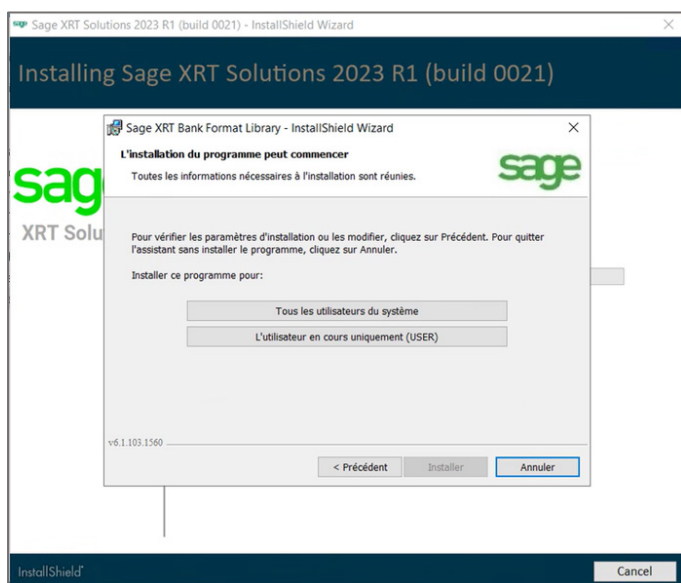 sage Sage XRT Solutions 2023 R1 (build 0021) - InstallShield Wizard
Installing Sage XRT Solutions 2023 R1 (build 0021)
Sage XRT Bank Format Library - InstallShield Wizard
L'installation du programme peut commencer
Toutes les informations nécessaires à l'installation sont réunies.
sage
sag
XRT Solu
Pour vérifier les paramètres d'installation ou les modifier, cliquez sur Précédent. Pour quitter
l'assistant sans installer le programme, cliquez sur Annuler.
Installer ce programme pour:
Tous les utilisateurs du système
L'utilisateur en cours uniquement (USER)
v6.1.103.1560
< Précédent Installer Annuler
InstallShield
Cancel